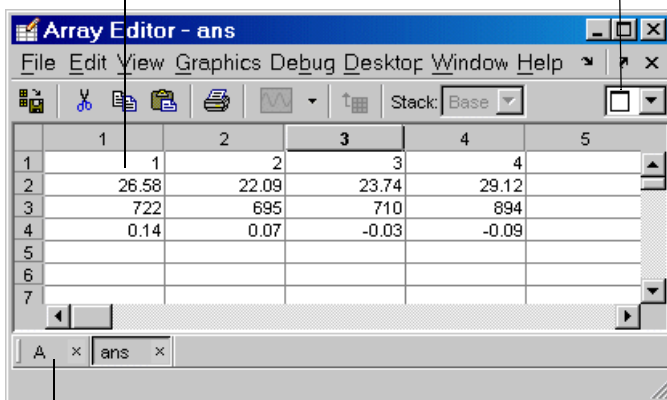 Array Editor - ans
File Edit View Graphics Debug Desktop Window Help
Stack: Base
1 2 3 4 5
1 1 2 3 4
2 26.58 22.09 23.74 29.12
3 722 695 710 894
4 0.14 0.07 -0.03 -0.09
5
6
7
A ans